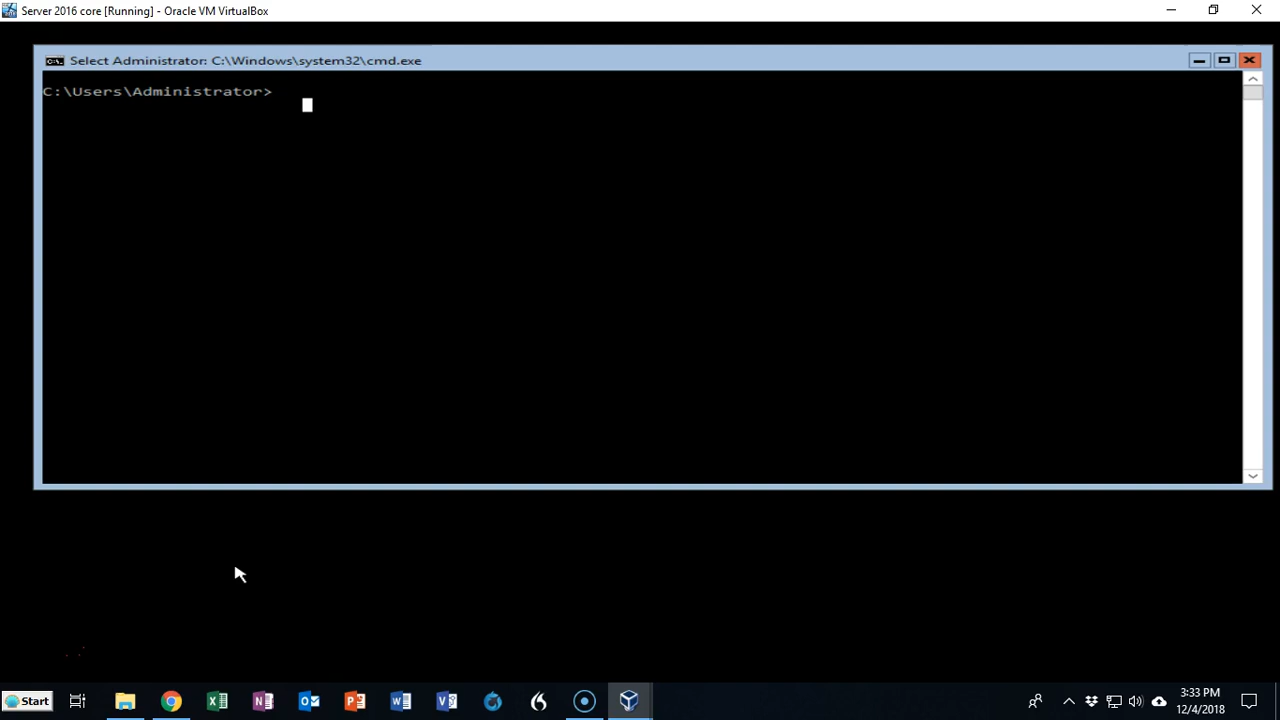 Server 2016 core [Running] - Oracle VM VirtualBox
Select Administrator: C:\Windows\system32\cmd.exe
C:\Users\Administrator>
Start
3:33 PM
12/4/2018